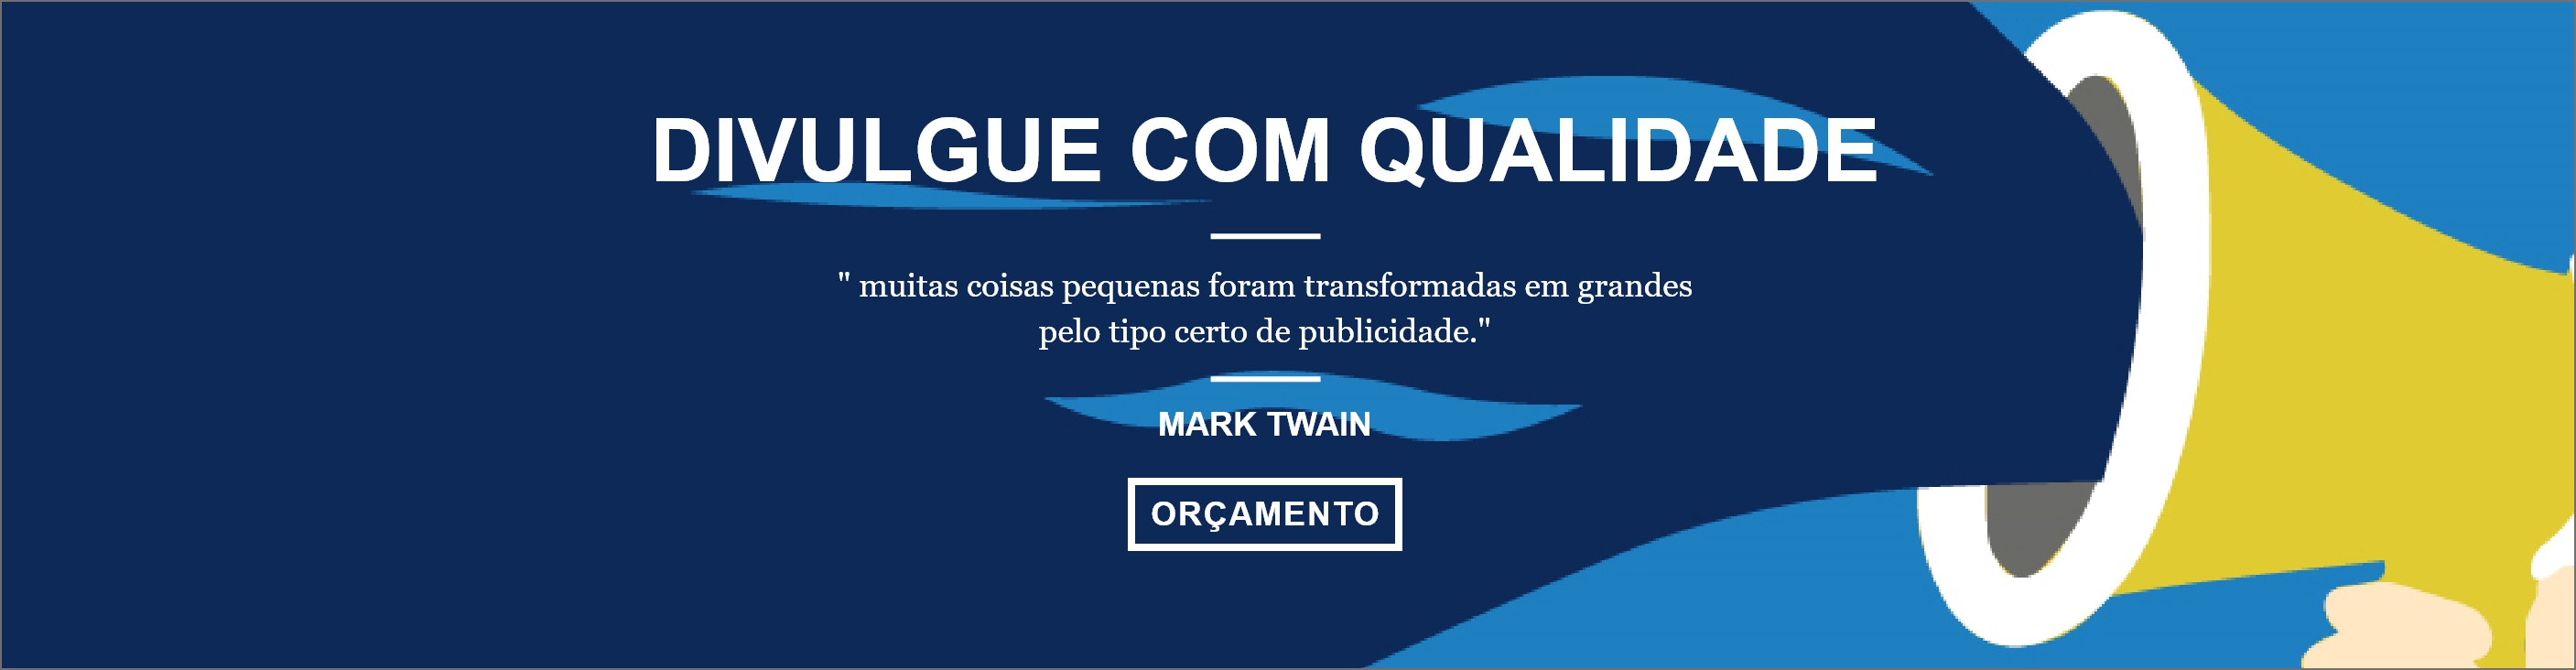 DIVULGUE COM QUALIDADE
" muitas coisas pequenas foram transformadas em grandes
pelo tipo certo de publicidade."
MARK TWAIN
ORÇAMENTO